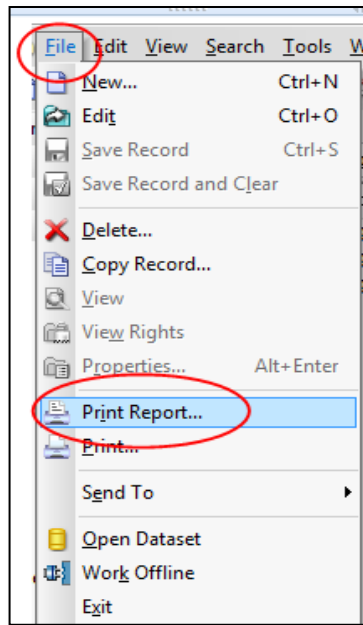 File Edit View Search Tools W
New... Ctrl+N
Edit Ctrl+O
Save Record Ctrl+S
Save Record and Clear
Delete...
Copy Record...
View
View Rights
Properties... Alt+Enter
Print Report...
Print...
Send To
Open Dataset
Work Offline
Exit